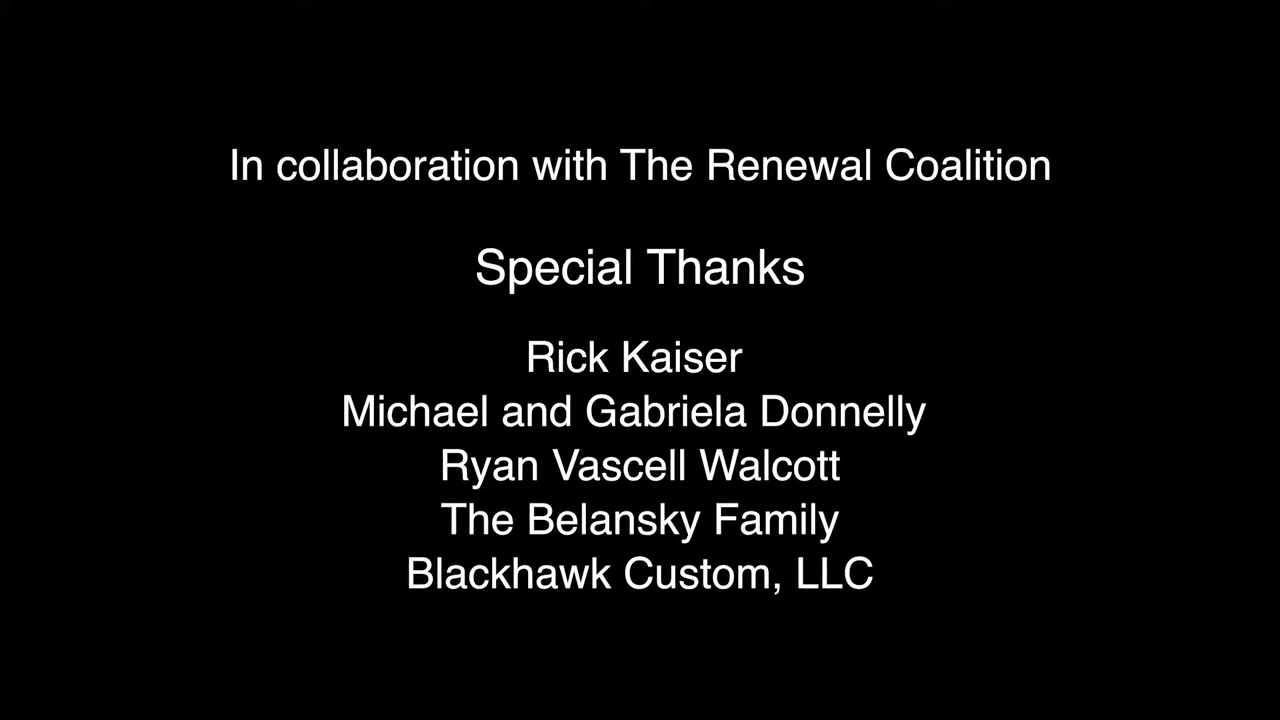 In collaboration with The Renewal Coalition
Special Thanks
Rick Kaiser
Michael and Gabriela Donnelly
Ryan Vascell Walcott
The Belansky Family
Blackhawk Custom, LLC